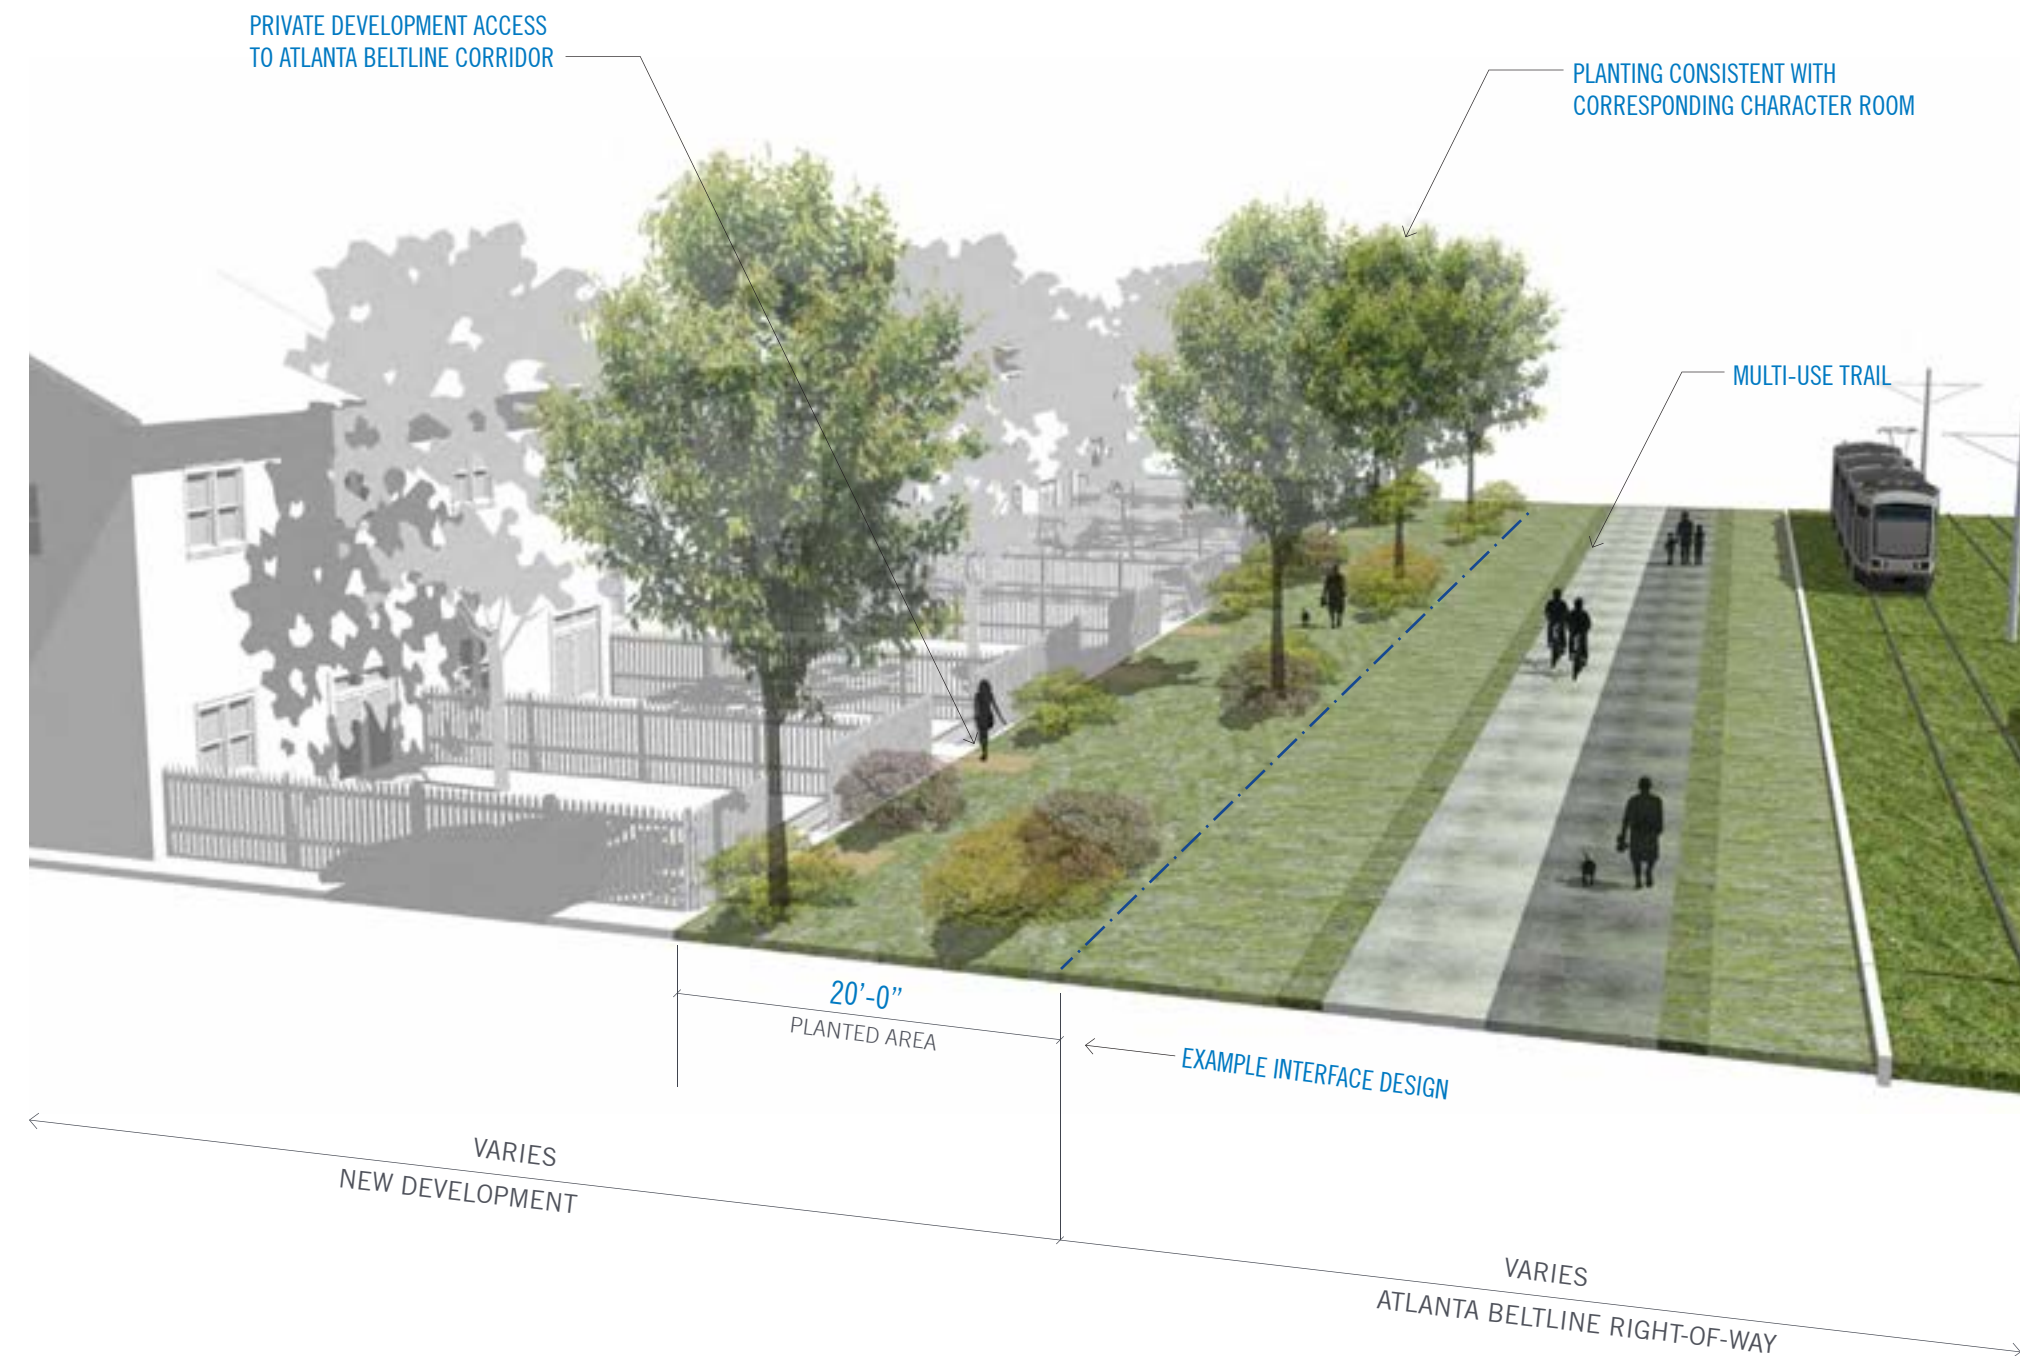 PRIVATE DEVELOPMENT ACCESS
TO ATLANTA BELTLINE CORRIDOR
PLANTING CONSISTENT WITH
CORRESPONDING CHARACTER ROOM
MULTI-USE TRAIL
20’-0”
PLANTED AREA
EXAMPLE INTERFACE DESIGN
VARIES
NEW DEVELOPMENT
VARIES
ATLANTA BELTLINE RIGHT-OF-WAY